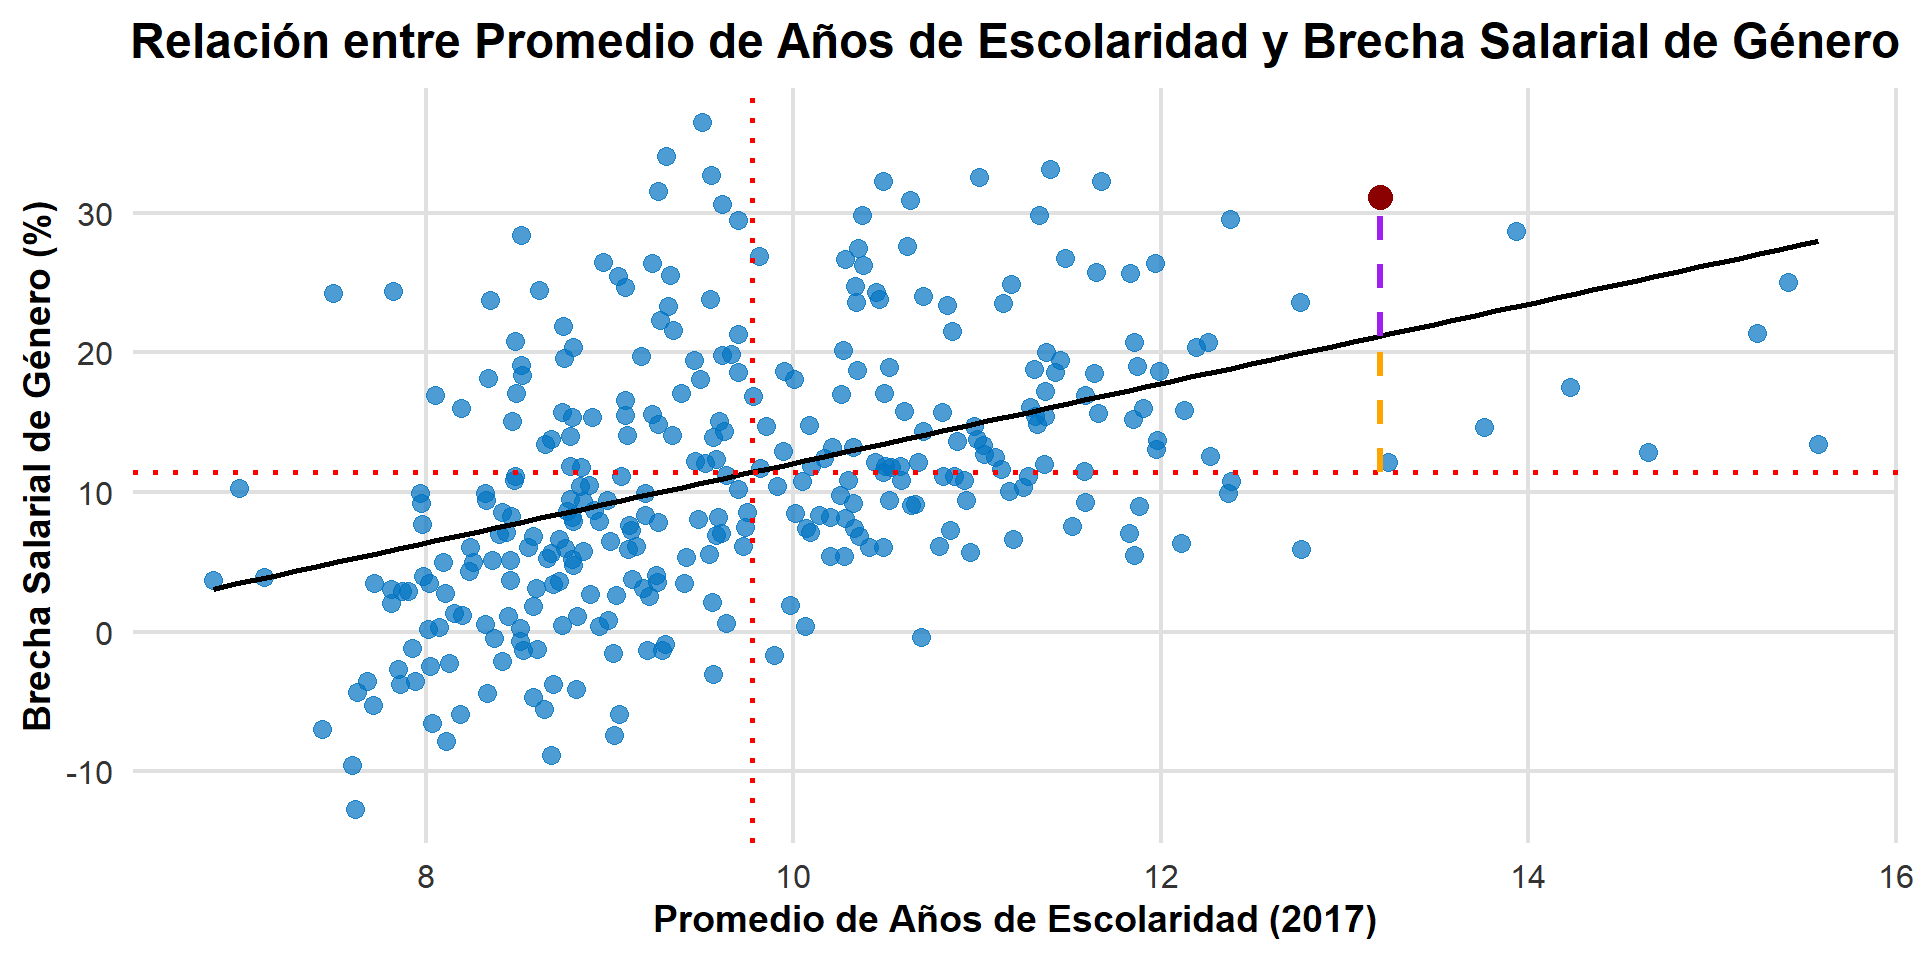 Relación entre Promedio de Años de Escolaridad y Brecha Salarial de Género
Brecha Salarial de Género (%)
30
20
10
0
-10
8 10 12 14 16
Promedio de Años de Escolaridad (2017)